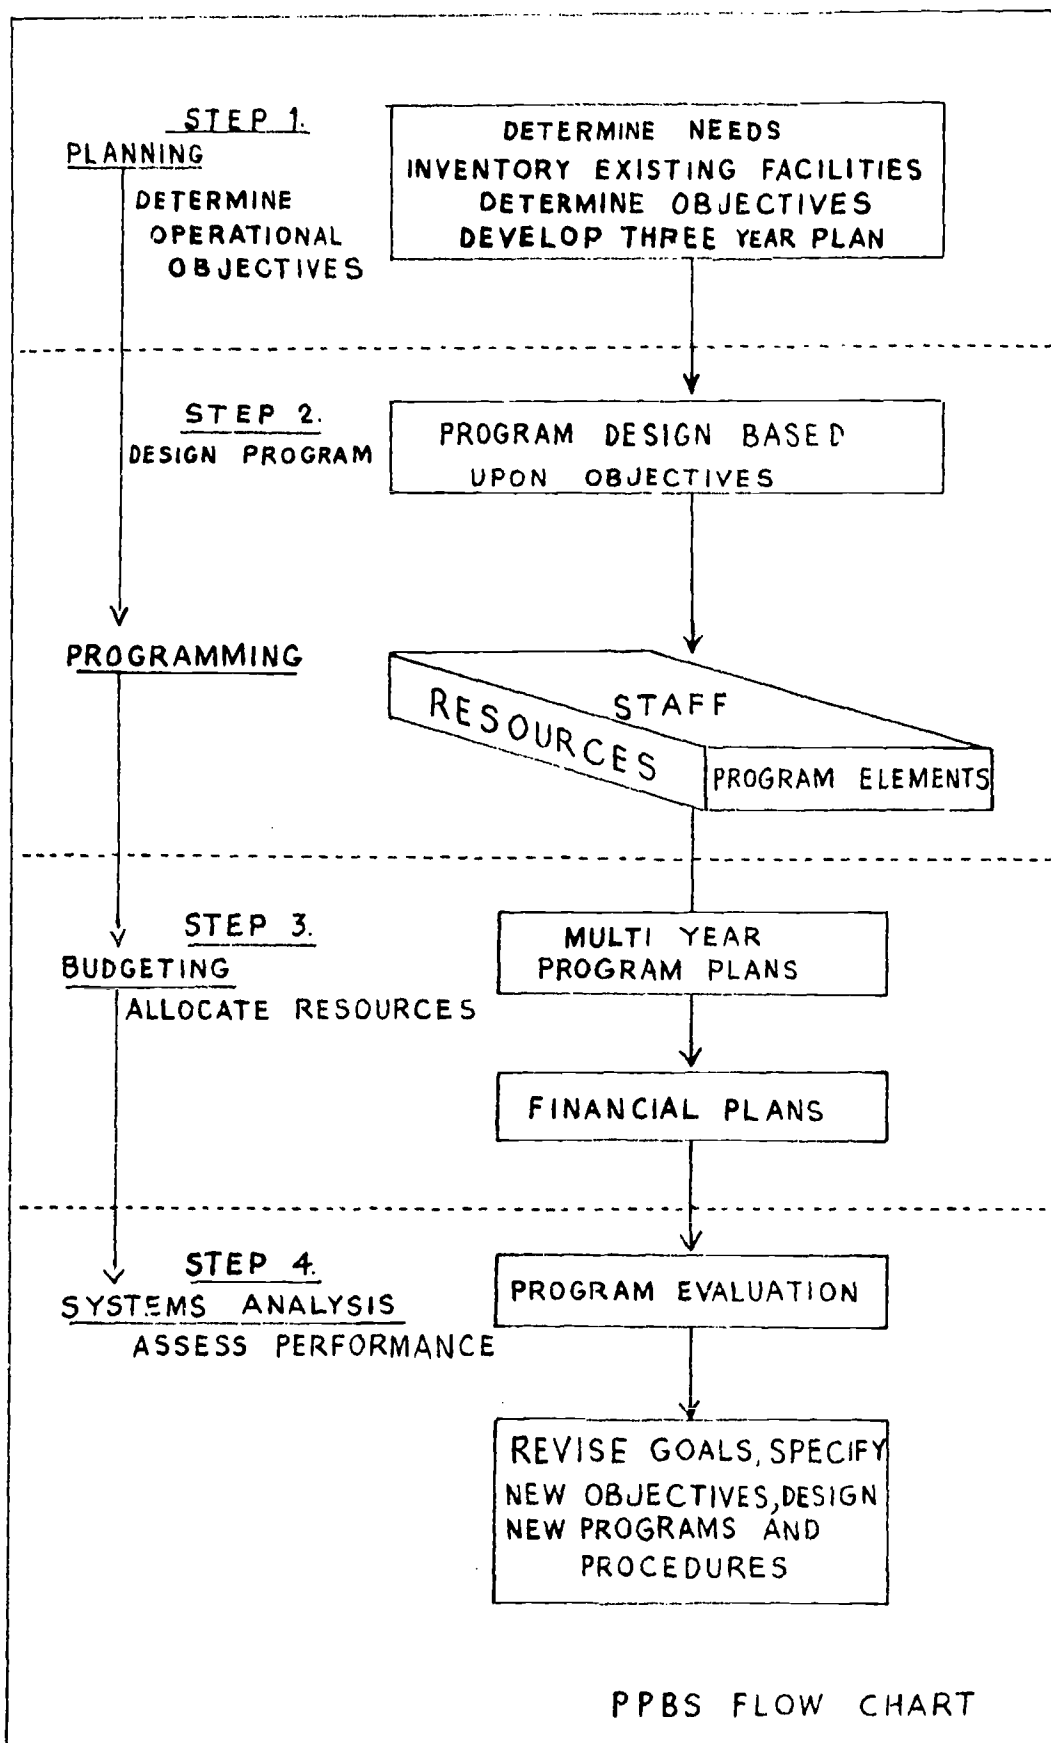 STEP 1.
PLANNING
DETERMINE
OPERATIONAL
OBJECTIVES
DETERMINE NEEDS
INVENTORY EXISTING FACILITIES
DETERMINE OBJECTIVES
DEVELOP THREE YEAR PLAN
STEP 2.
DESIGN PROGRAM
PROGRAM DESIGN BASED
UPON OBJECTIVES
PROGRAMMING
STAFF
RESOURCES
PROGRAM ELEMENTS
STEP 3.
BUDGETING
ALLOCATE RESOURCES
MULTI YEAR
PROGRAM PLANS
FINANCIAL PLANS
STEP 4.
SYSTEMS ANALYSIS
ASSESS PERFORMANCE
PROGRAM EVALUATION
REVISE GOALS, SPECIFY
NEW OBJECTIVES, DESIGN
NEW PROGRAMS AND
PROCEDURES
PPBS FLOW CHART